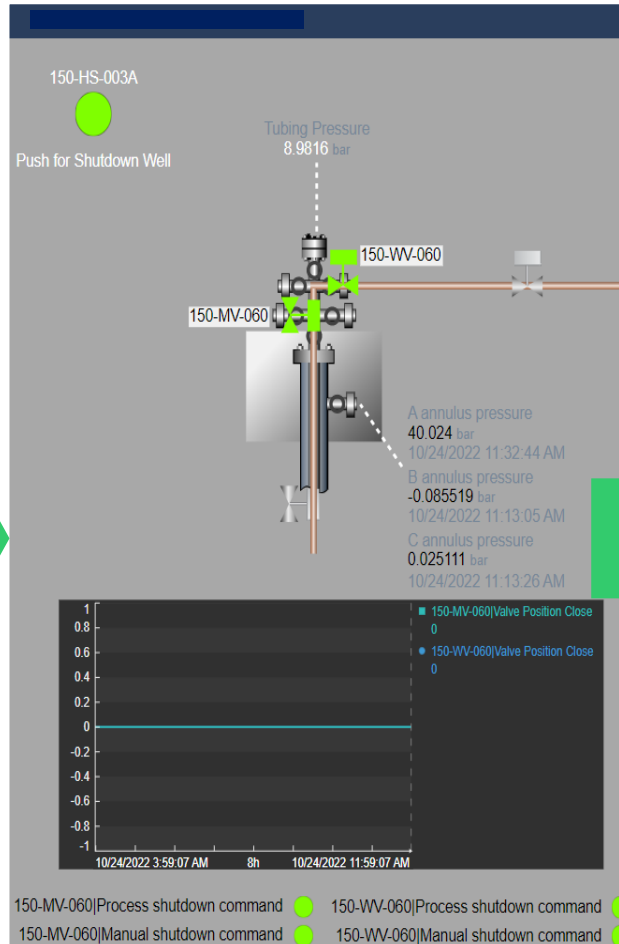 150-HS-003A
Push for Shutdown Well
Tubing Pressure
8.9816 bar
150-WV-060
150-MV-060
A annulus pressure
40.024 bar
10/24/2022 11:32:44 AM
B annulus pressure
-0.085519 bar
10/24/2022 11:13:05 AM
C annulus pressure
0.025111 bar
10/24/2022 11:13:26 AM
1
0.8
0.6
0.4
0.2
0
-0.2
-0.4
-0.6
-0.8
-1
10/24/2022 3:59:07 AM 8h 10/24/2022 11:59:07 AM
150-MV-060|Valve Position Close
0
150-WV-060|Valve Position Close
0
150-MV-060|Process shutdown command 150-WV-060|Process shutdown command
150-MV-060|Manual shutdown command 150-WV-060|Manual shutdown command